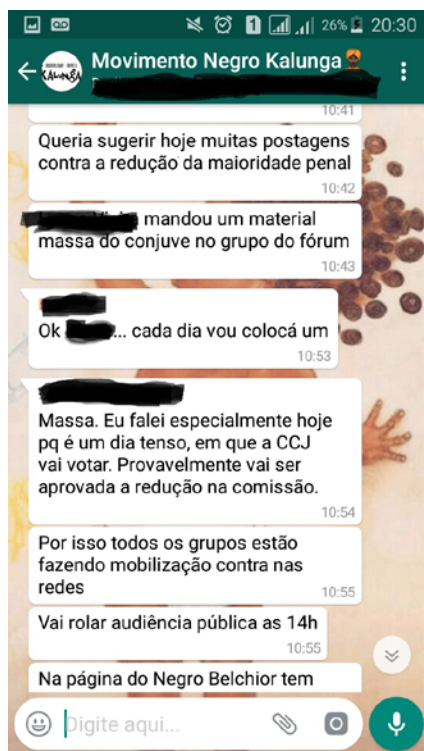 26% 20:30
Movimento Negro Kalunga
KALUNGA
10:41
Queria sugerir hoje muitas postagens
contra a redução da maioridade penal
10:42
mandou um material
massa do conjuve no grupo do fórum
10:43
Ok ... cada dia vou colocá um
10:53
Massa. Eu falei especialmente hoje
pq é um dia tenso, em que a CCJ
vai votar. Provavelmente vai ser
aprovada a redução na comissão.
10:54
Por isso todos os grupos estão
fazendo mobilização contra nas
redes
10:55
Vai rolar audiência pública as 14h
10:55
Na página do Negro Belchior tem
Digite aqui...